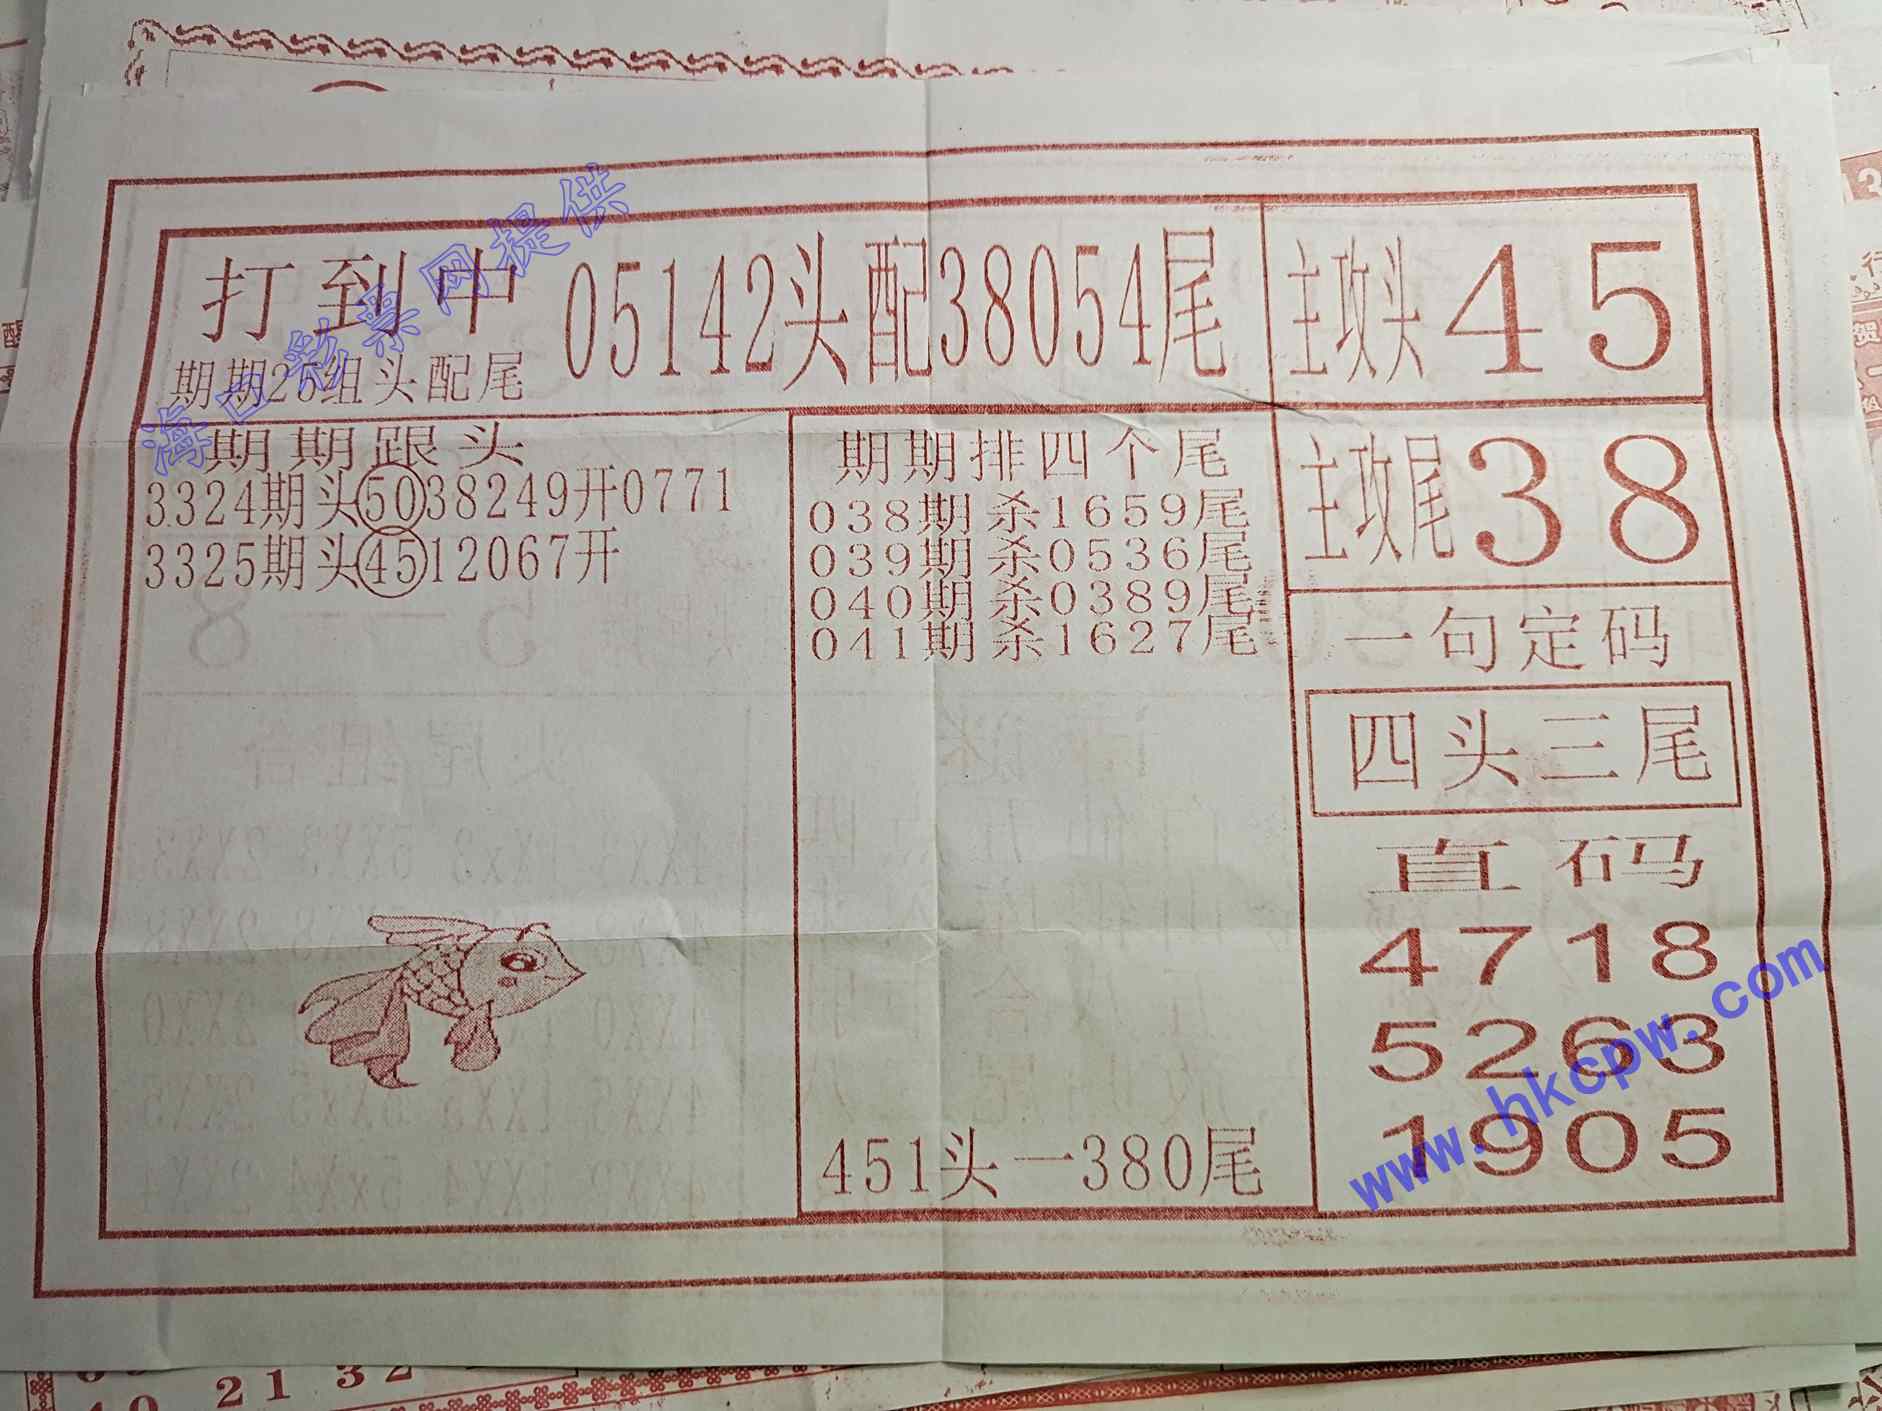 打到中 05142头配38054尾
期期25组头配尾
主攻头 45
期期跟头
3324期头5038249开0771
3325期头4512067开
期期排四个尾
038期杀1659尾
039期杀0536尾
040期杀0389尾
041期杀1627尾
451头一380尾
主攻尾 38
一句定码
四头三尾
直码
4718
5263
1905
海口彩票网提供
www.hkcpw.com
21 32